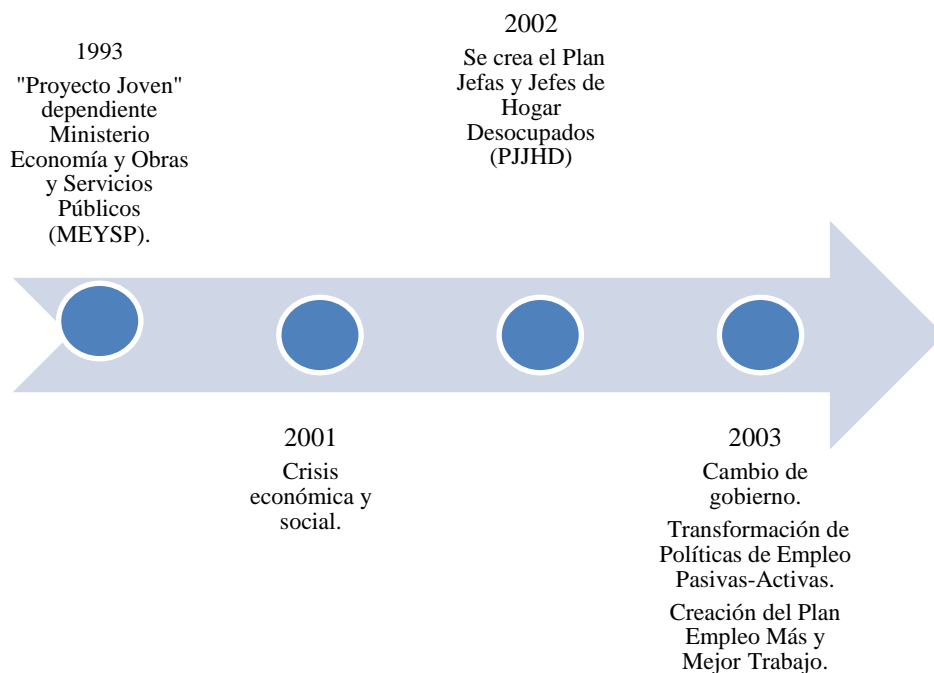 1993
"Proyecto Joven"
dependiente
Ministerio
Economía y Obras
y Servicios
Públicos
(MEYSP).
2001
Crisis
económica y
social.
2002
Se crea el Plan
Jefas y Jefes de
Hogar
Desocupados
(PJJHD)
2003
Cambio de
gobierno.
Transformación de
Políticas de Empleo
Pasivas-Activas.
Creación del Plan
Empleo Más y
Mejor Trabajo.